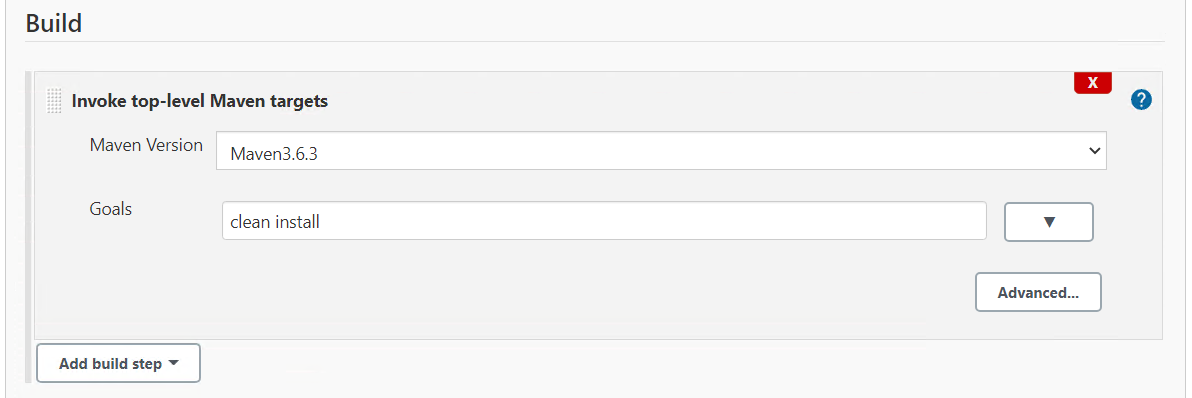 Build
X
Invoke top-level Maven targets
?
Maven Version
Maven3.6.3
Goals
clean install
▼
Advanced...
Add build step